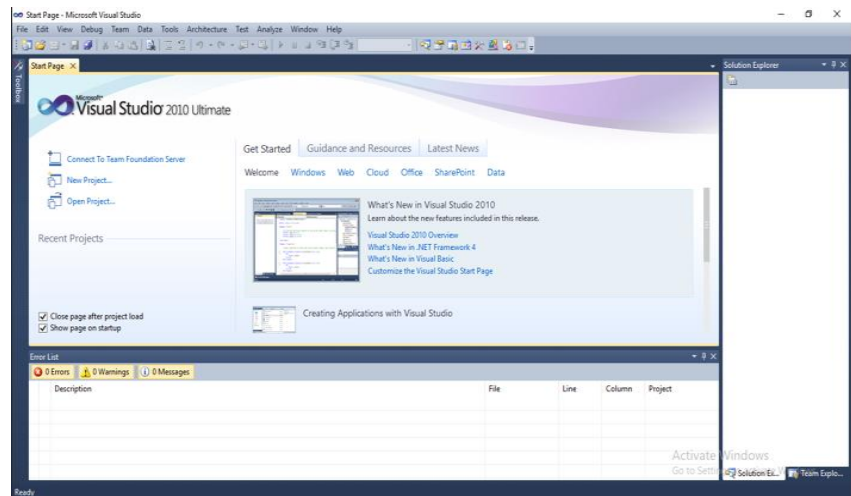 Start Page - Microsoft Visual Studio
File Edit View Debug Team Data Tools Architecture Test Analyze Window Help
Toolbox
Start Page
Solution Explorer
Microsoft
Visual Studio 2010 Ultimate
Connect To Team Foundation Server
New Project...
Open Project...
Recent Projects
Close page after project load
Show page on startup
Get Started Guidance and Resources Latest News
Welcome Windows Web Cloud Office SharePoint Data
What's New in Visual Studio 2010
Learn about the new features included in this release.
Visual Studio 2010 Overview
What's New in .NET Framework 4
What's New in Visual Basic
Customize the Visual Studio Start Page
Creating Applications with Visual Studio
Error List
0 Errors 0 Warnings 0 Messages
Description File Line Column Project
Activate Windows
Go to Setti
Solution Ex... Team Explo...
Ready